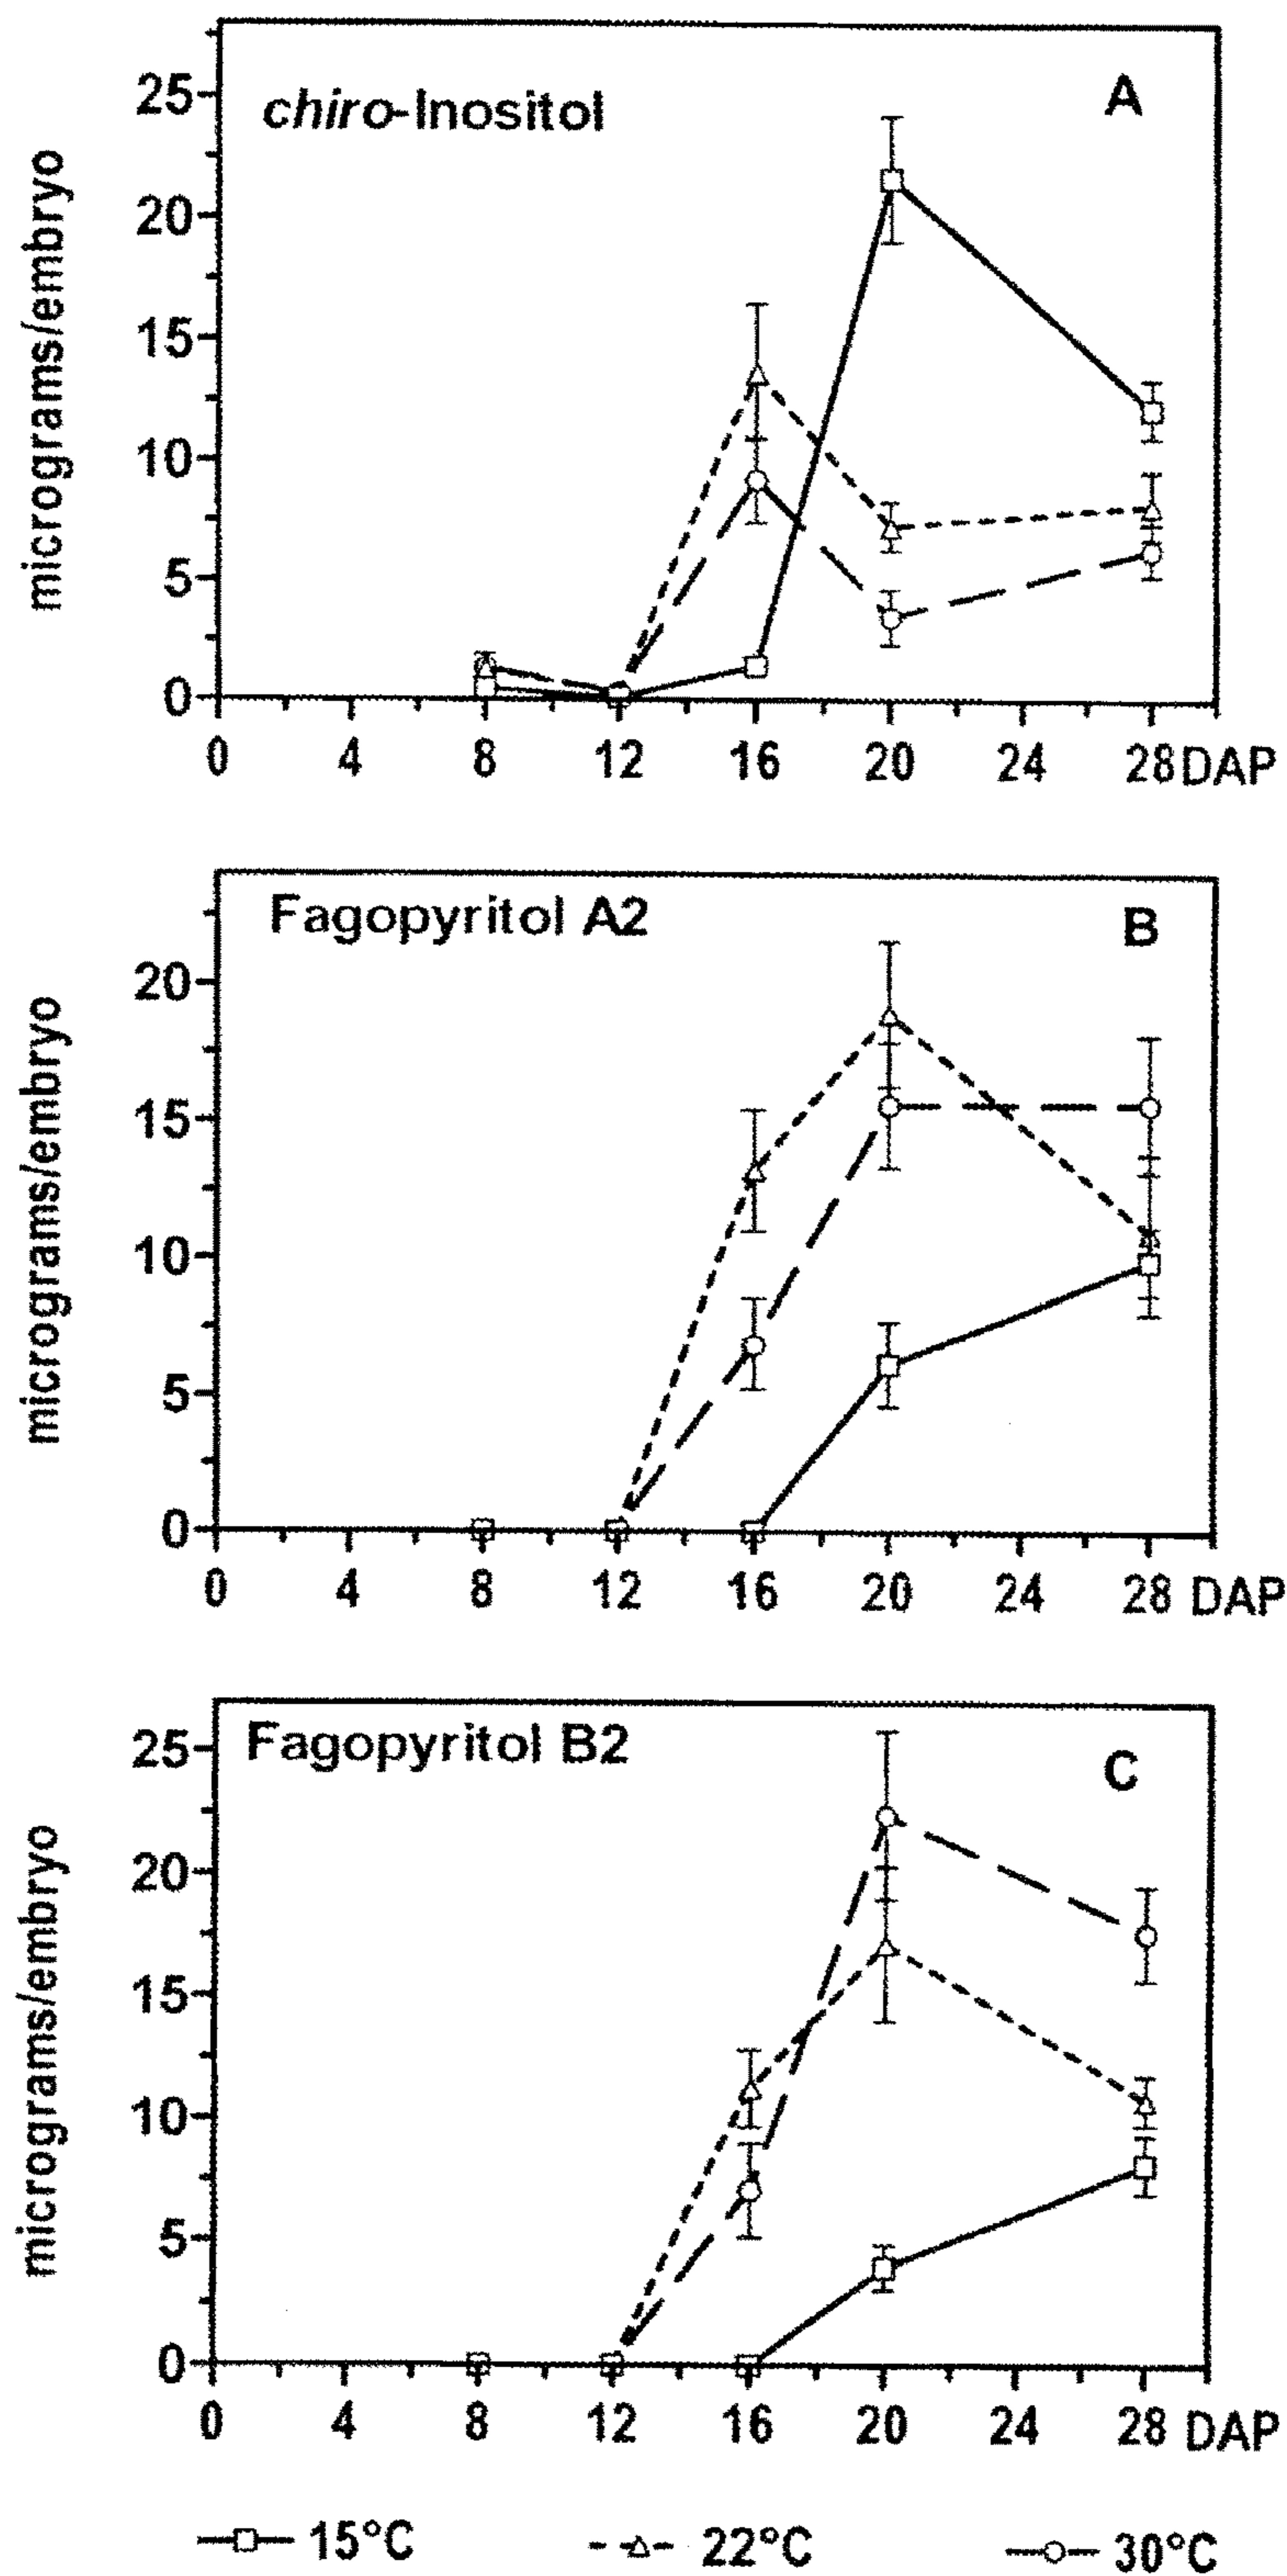 chiro-Inositol A
25
20
15
10
5
0
microgram​s/embryo
0 4 8 12 16 20 24 28 DAP
Fagopyritol A2 B
20
15
10
5
0
micrograms/embryo
0 4 8 12 16 20 24 28 DAP
Fagopyritol B2 C
25
20
15
10
5
0
micrograms/embryo
0 4 8 12 16 20 24 28 DAP
15°C 22°C 30°C